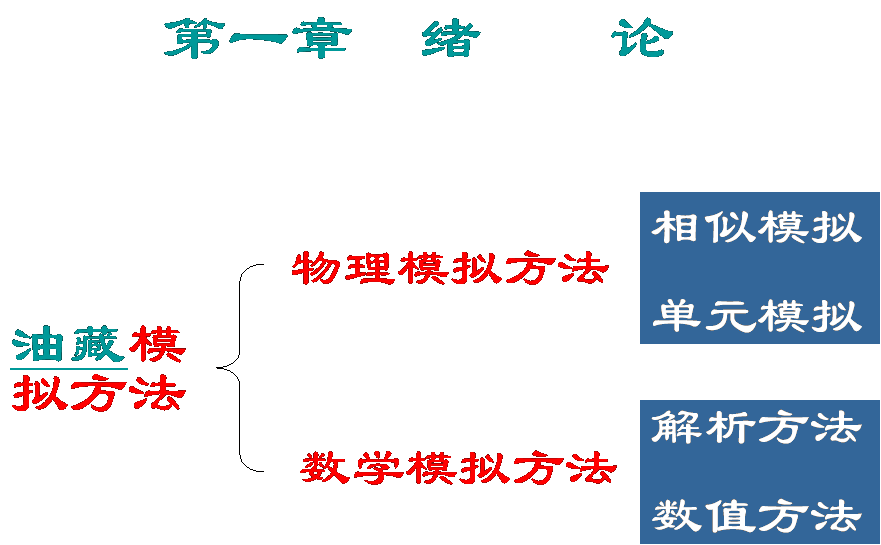 第一章 绪 论
油藏模
拟方法
物理模拟方法
相似模拟
单元模拟
数学模拟方法
解析方法
数值方法